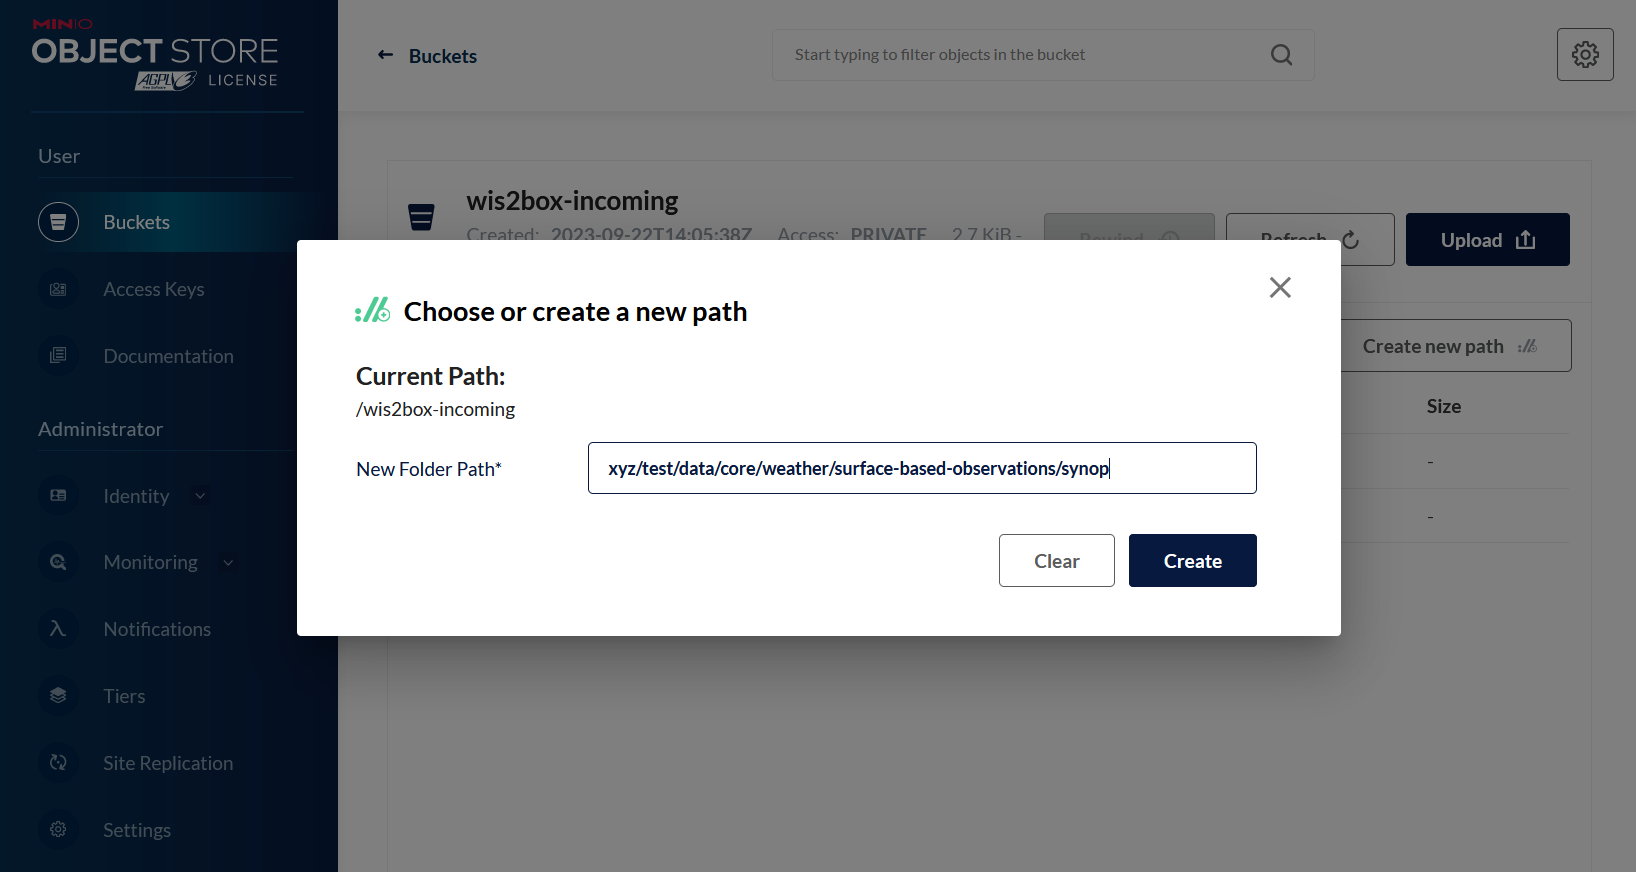 MINIO
OBJECT STORE
AGPLv3 LICENSE
Free Software
User
Buckets
Access Keys
Documentation
Administrator
Identity
Monitoring
Notifications
Tiers
Site Replication
Settings
Buckets
Start typing to filter objects in the bucket
wis2box-incoming
Created: 2023-09-22T14:05:38Z Access: PRIVATE 2.7 KiB -
Rewind
Refresh
Upload
Create new path
Size
-
-
Choose or create a new path
Current Path:
/wis2box-incoming
New Folder Path*
xyz/test/data/core/weather/surface-based-observations/synop
Clear
Create